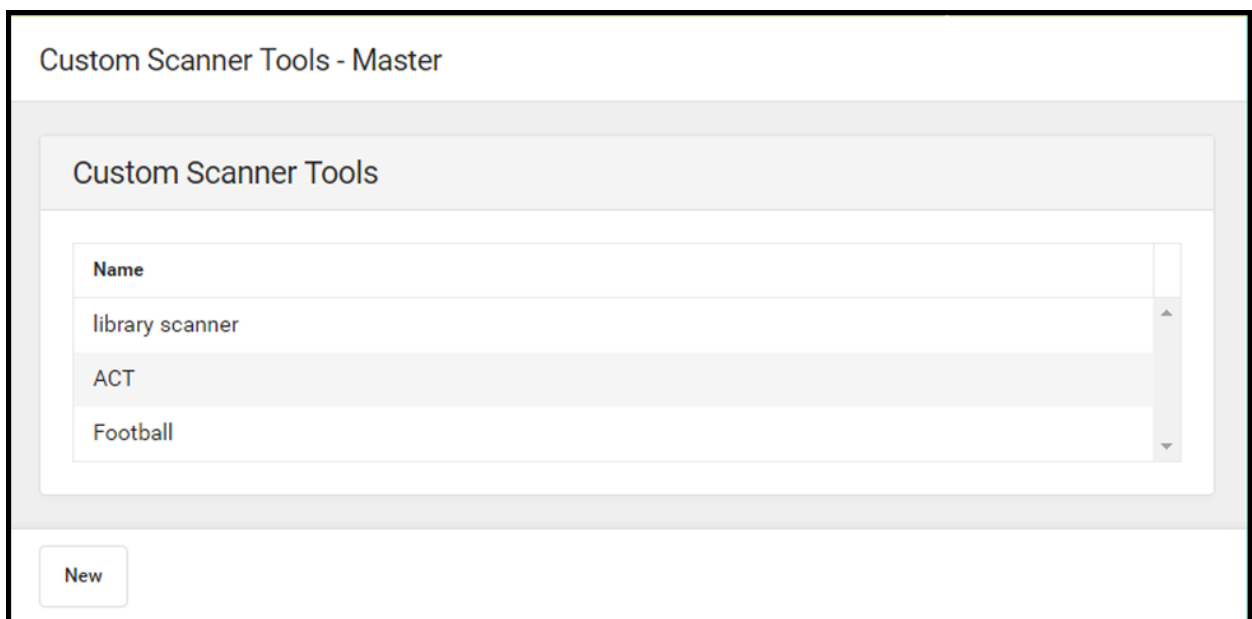 Custom Scanner Tools - Master
Custom Scanner Tools
Name
library scanner
ACT
Football
New